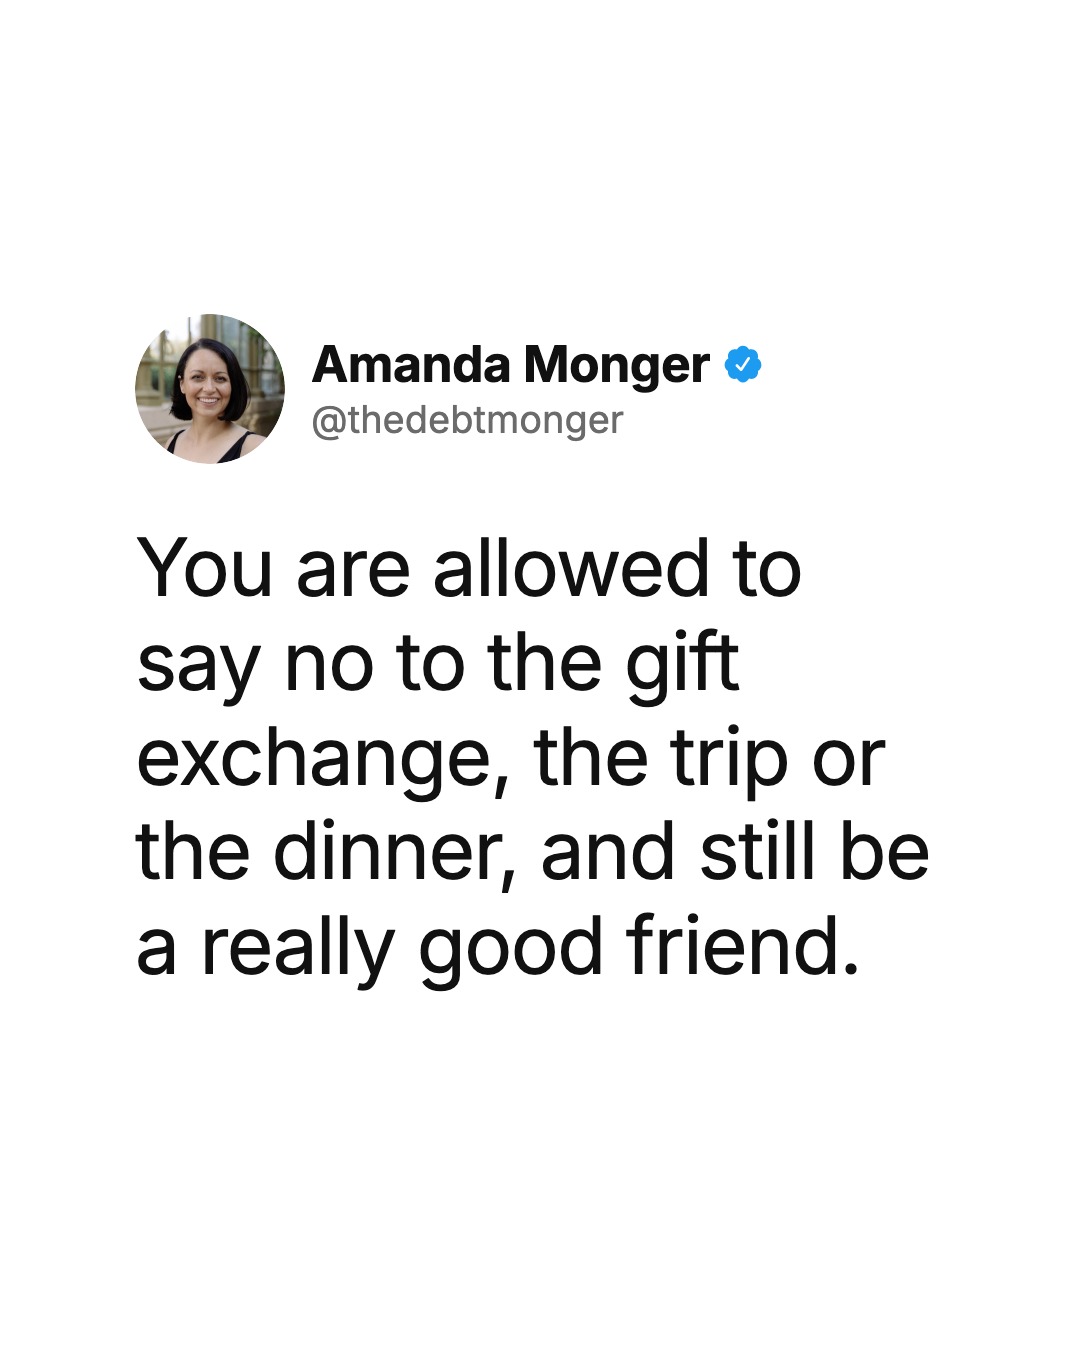 Amanda Monger
@thedebtmonger
You are allowed to
say no to the gift
exchange, the trip or
the dinner, and still be
a really good friend.